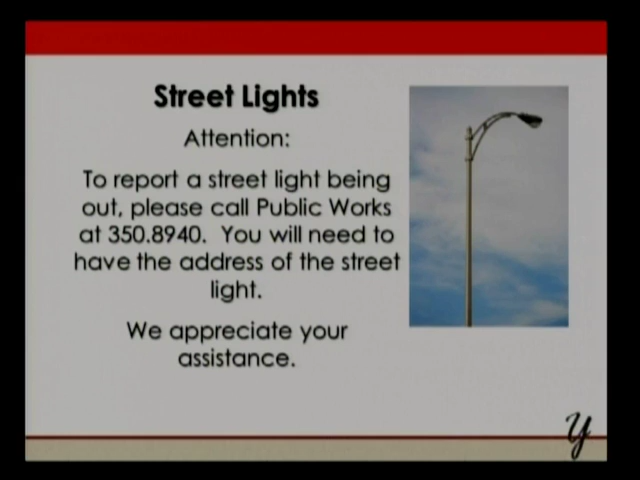 Street Lights
Attention:
To report a street light being
out, please call Public Works
at 350.8940. You will need to
have the address of the street
light.
We appreciate your
assistance.
y